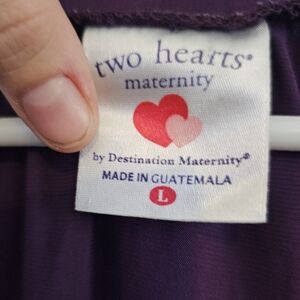 two hearts®
maternity
by Destination Maternity®
MADE IN GUATEMALA
L